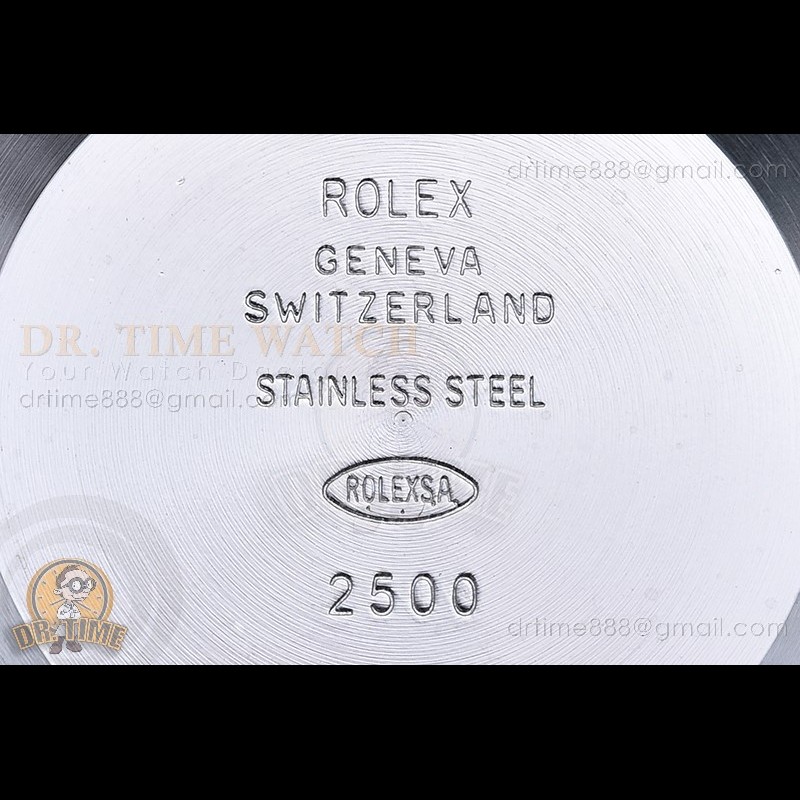 drtime888@gmail.com
ROLEX
GENEVA
SWITZERLAND
DR. TIME WATCH
STAINLESS STEEL
drtime888@gmail.com
ROLEXS.A.
2500
DR. TIME
drtime888@gmail.com